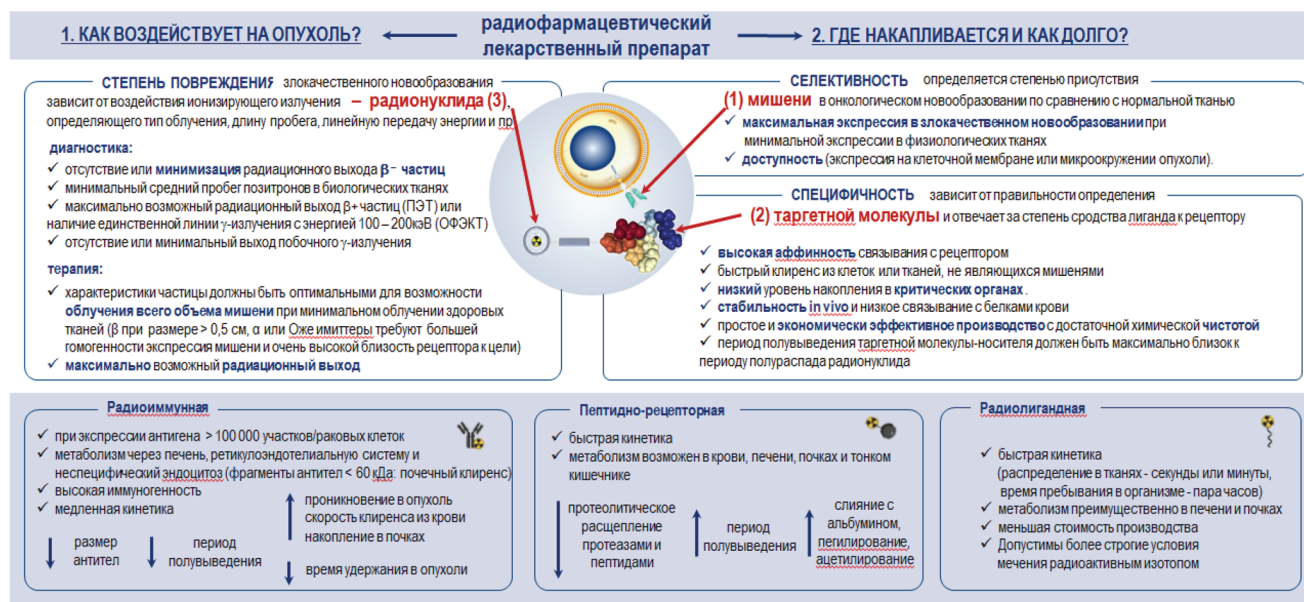 1. КАК ВОЗДЕЙСТВУЕТ НА ОПУХОЛЬ?
радиофармацевтический
лекарственный препарат
2. ГДЕ НАКАПЛИВАЕТСЯ И КАК ДОЛГО?
СТЕПЕНЬ ПОВРЕЖДЕНИЯ злокачественного новообразования
зависит от воздействия ионизирующего излучения – радионуклида (3),
определяющего тип облучения, длину пробега, линейную передачу энергии и пр
диагностика:
✓ отсутствие или минимизация радиационного выхода β⁻ частиц
✓ минимальный средний пробег позитронов в биологических тканях
✓ максимально возможный радиационный выход β+ частиц (ПЭТ) или
наличие единственной линии γ-излучения с энергией 100 – 200кэВ (ОФЭКТ)
✓ отсутствие или минимальный выход побочного γ-излучения
терапия:
✓ характеристики частицы должны быть оптимальными для возможности
облучения всего объема мишени при минимальном облучении здоровых
тканей (β при размере > 0,5 см, α или Оже имиттеры требуют большей
гомогенности экспрессия мишени и очень высокой близость рецептора к цели)
✓ максимально возможный радиационный выход
СЕЛЕКТИВНОСТЬ определяется степенью присутствия
(1) мишени в онкологическом новообразовании по сравнению с нормальной тканью
✓ максимальная экспрессия в злокачественном новообразовании при
минимальной экспрессии в физиологических тканях
✓ доступность (экспрессия на клеточной мембране или микроокружении опухоли).
СПЕЦИФИЧНОСТЬ зависит от правильности определения
(2) таргетной молекулы и отвечает за степень сродства лиганда к рецептору
✓ высокая аффинность связывания с рецептором
✓ быстрый клиренс из клеток или тканей, не являющихся мишенями
✓ низкий уровень накопления в критических органах .
✓ стабильность in vivo и низкое связывание с белками крови
✓ простое и экономически эффективное производство с достаточной химической чистотой
✓ период полувыведения таргетной молекулы-носителя должен быть максимально близок к
периоду полураспада радионуклида
Радиоиммунная
✓ при экспрессии антигена > 100 000 участков/раковых клеток
✓ метаболизм через печень, ретикулоэндотелиальную систему и
неспецифический эндоцитоз (фрагменты антител < 60 кДа: почечный клиренс)
✓ высокая иммуногенность
✓ медленная кинетика
размер
антител
период
полувыведения
проникновение в опухоль
скорость клиренса из крови
накопление в почках
время удержания в опухоли
Пептидно-рецепторная
✓ быстрая кинетика
✓ метаболизм возможен в крови, печени, почках и тонком
кишечнике
протеолитическое
расщепление
протеазами и
пептидами
период
полувыведения
слияние с
альбумином,
пегилирование,
ацетилирование
Радиолигандная
✓ быстрая кинетика
(распределение в тканях - секунды или минуты,
время пребывания в организме - пара часов)
✓ метаболизм преимущественно в печени и почках
✓ меньшая стоимость производства
✓ Допустимы более строгие условия
мечения радиоактивным изотопом